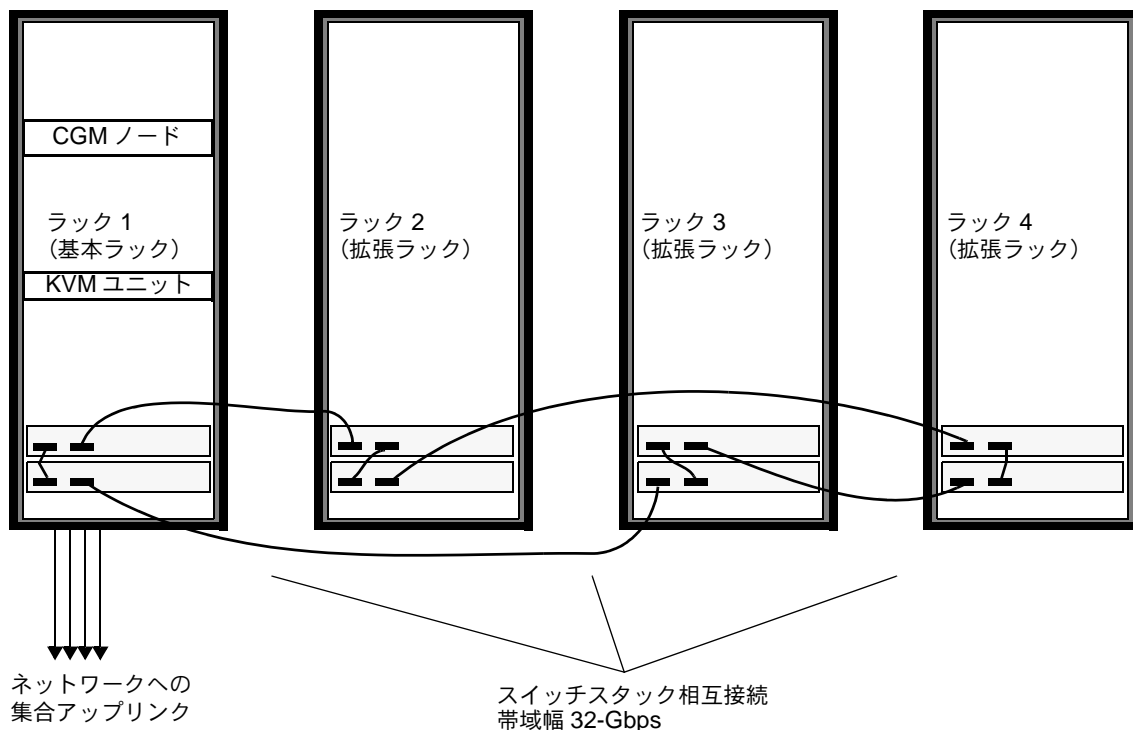 CGM ノード
ラック 1
（基本ラック）
KVM ユニット
ラック 2
（拡張ラック）
ラック 3
（拡張ラック）
ラック 4
（拡張ラック）
ネットワークへの
集合アップリンク
スイッチスタック相互接続
帯域幅 32-Gbps